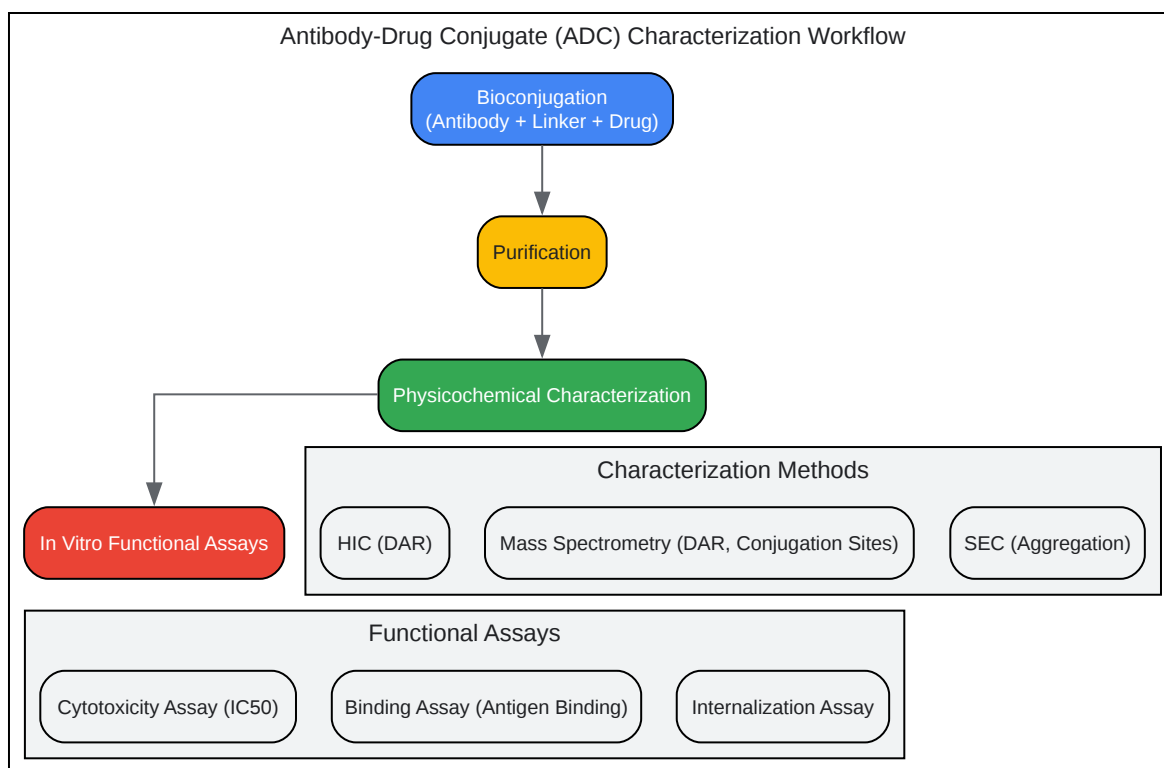 Antibody-Drug Conjugate (ADC) Characterization Workflow
Bioconjugation
(Antibody + Linker + Drug)
Purification
Physicochemical Characterization
In Vitro Functional Assays
Characterization Methods
HIC (DAR)
Mass Spectrometry (DAR, Conjugation Sites)
SEC (Aggregation)
Functional Assays
Cytotoxicity Assay (IC50)
Binding Assay (Antigen Binding)
Internalization Assay